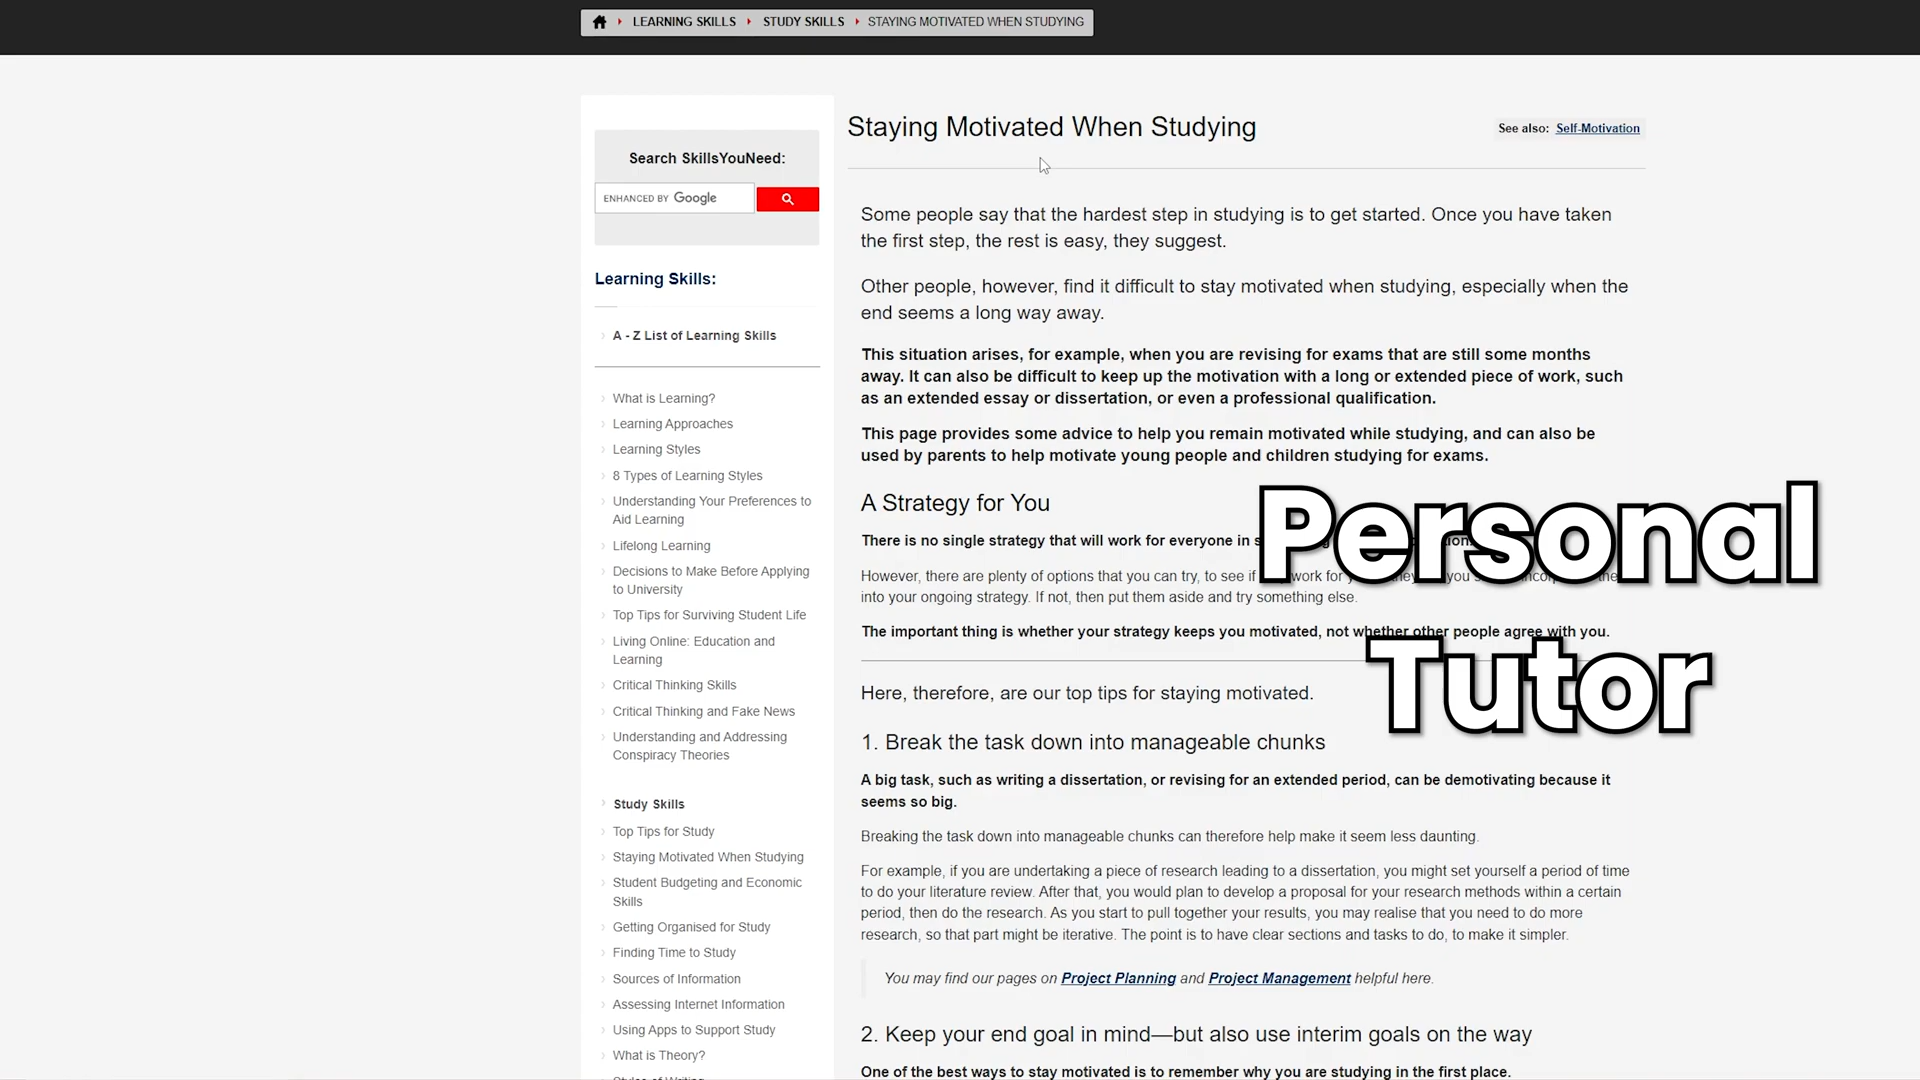 LEARNING SKILLS STUDY SKILLS STAYING MOTIVATED WHEN STUDYING
Search SkillsYouNeed:
ENHANCED BY Google
Learning Skills:
A - Z List of Learning Skills
What is Learning?
Learning Approaches
Learning Styles
8 Types of Learning Styles
Understanding Your Preferences to
Aid Learning
Lifelong Learning
Decisions to Make Before Applying
to University
Top Tips for Surviving Student Life
Living Online: Education and
Learning
Critical Thinking Skills
Critical Thinking and Fake News
Understanding and Addressing
Conspiracy Theories
Study Skills
Top Tips for Study
Staying Motivated When Studying
Student Budgeting and Economic
Skills
Getting Organised for Study
Finding Time to Study
Sources of Information
Assessing Internet Information
Using Apps to Support Study
What is Theory?
Staying Motivated When Studying
See also: Self-Motivation
Some people say that the hardest step in studying is to get started. Once you have taken
the first step, the rest is easy, they suggest.
Other people, however, find it difficult to stay motivated when studying, especially when the
end seems a long way away.
This situation arises, for example, when you are revising for exams that are still some months
away. It can also be difficult to keep up the motivation with a long or extended piece of work, such
as an extended essay or dissertation, or even a professional qualification.
This page provides some advice to help you remain motivated while studying, and can also be
used by parents to help motivate young people and children studying for exams.
A Strategy for You
There is no single strategy that will work for everyone in
However, there are plenty of options that you can try, to see if work for
into your ongoing strategy. If not, then put them aside and try something else.
The important thing is whether your strategy keeps you motivated, not whether other people agree with you.
Personal
Tutor
Here, therefore, are our top tips for staying motivated.
1. Break the task down into manageable chunks
A big task, such as writing a dissertation, or revising for an extended period, can be demotivating because it
seems so big.
Breaking the task down into manageable chunks can therefore help make it seem less daunting.
For example, if you are undertaking a piece of research leading to a dissertation, you might set yourself a period of time
to do your literature review. After that, you would plan to develop a proposal for your research methods within a certain
period, then do the research. As you start to pull together your results, you may realise that you need to do more
research, so that part might be iterative. The point is to have clear sections and tasks to do, to make it simpler.
You may find our pages on Project Planning and Project Management helpful here.
2. Keep your end goal in mind—but also use interim goals on the way
One of the best ways to stay motivated is to remember why you are studying in the first place.